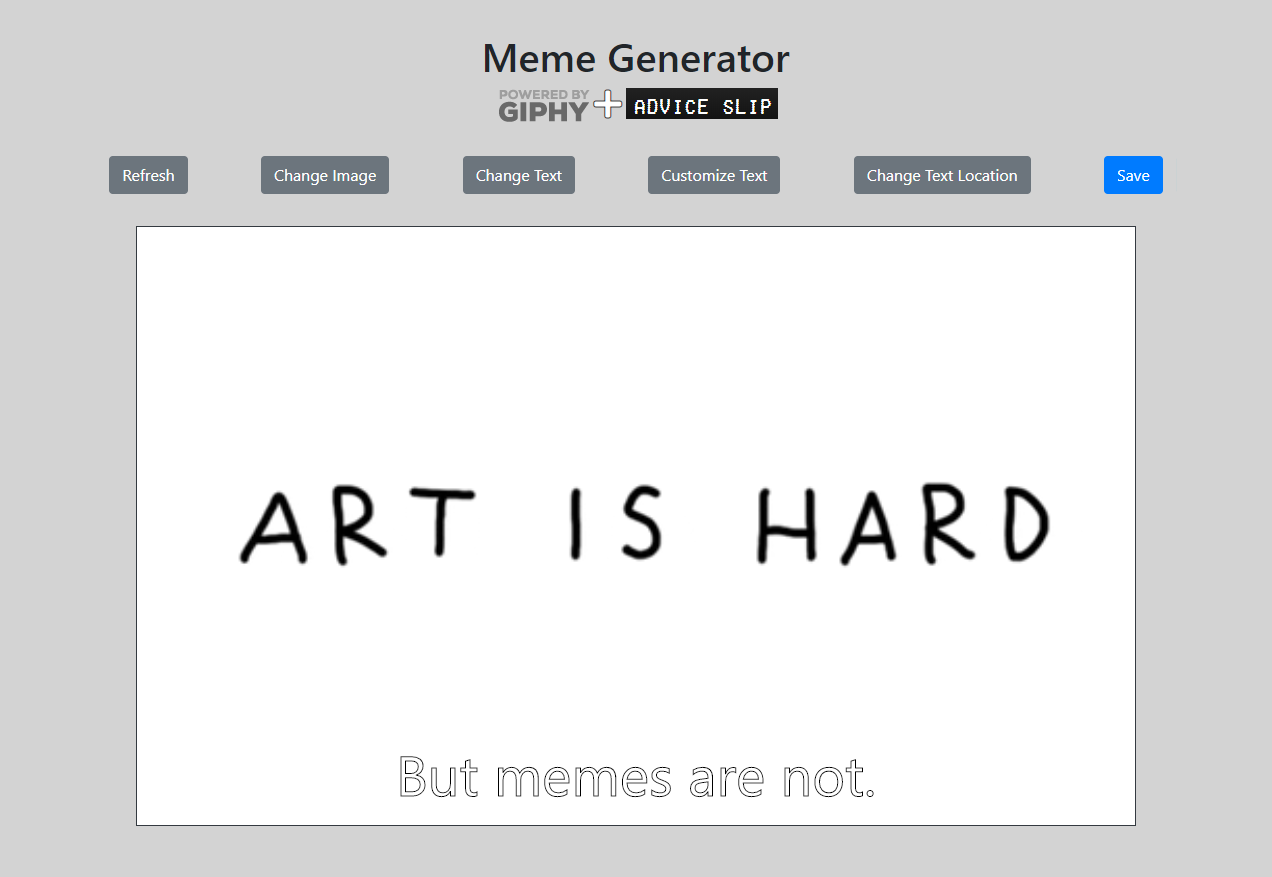 Meme Generator
POWERED BY
GIPHY
ADVICE SLIP
Refresh
Change Image
Change Text
Customize Text
Change Text Location
Save
ART IS HARD
But memes are not.